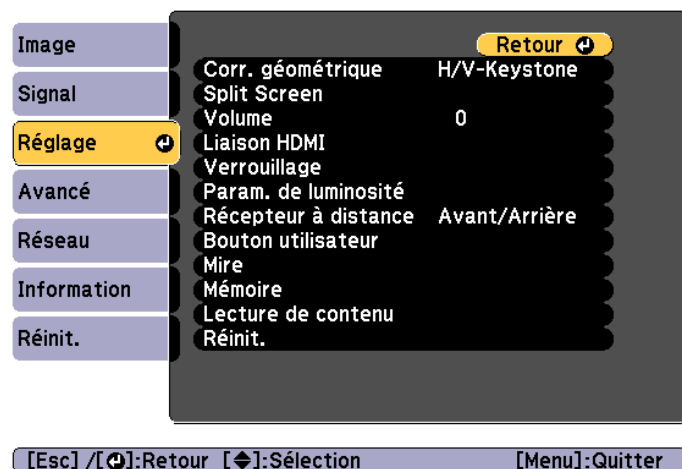 Image
Signal
Réglage
Avancé
Réseau
Information
Réinit.
Retour
Corr. géométrique H/V-Keystone
Split Screen
Volume 0
Liaison HDMI
Verrouillage
Param. de luminosité
Récepteur à distance Avant/Arrière
Bouton utilisateur
Mire
Mémoire
Lecture de contenu
Réinit.
[Esc] /[⏎]:Retour [◆]:Sélection [Menu]:Quitter